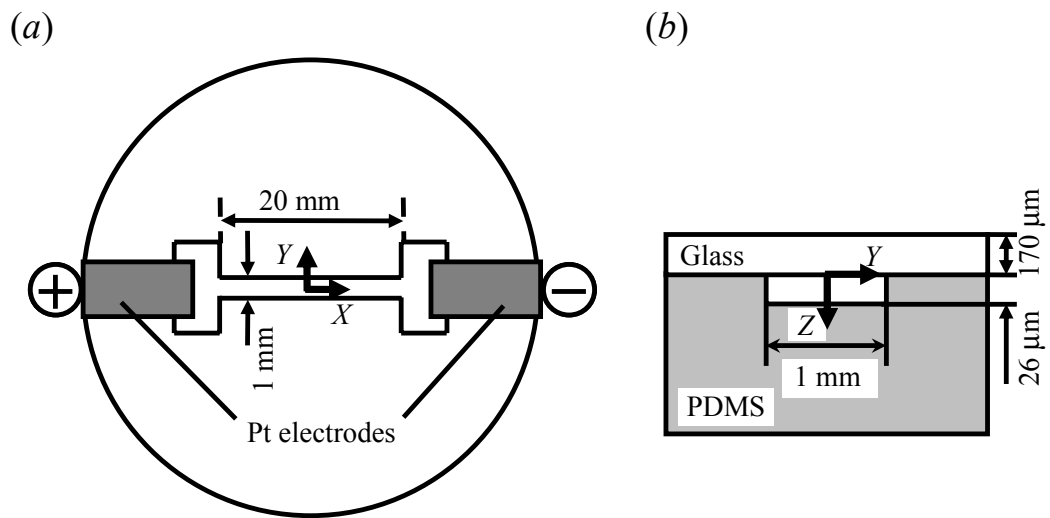 (a)
(b)
20 mm
Y
X
+
−
1 mm
Pt electrodes
Glass
Y
Z
170 μm
1 mm
26 μm
PDMS